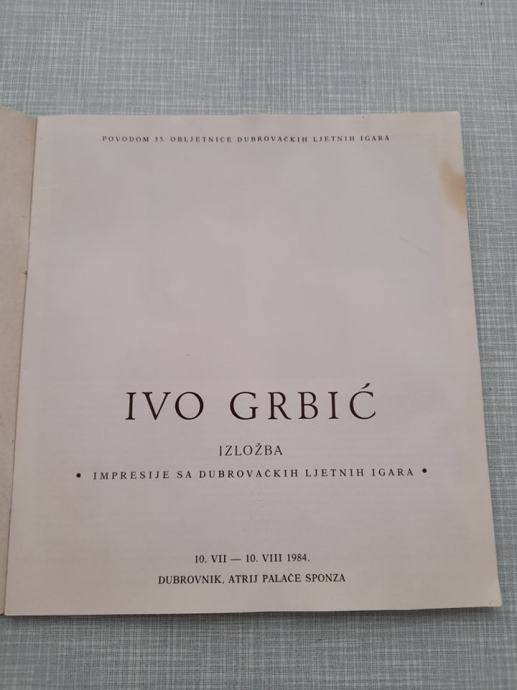 POVODOM 35. OBLJETNICE DUBROVAČKIH LJETNIH IGARA
IVO GRBIĆ
IZLOŽBA
• IMPRESIJE SA DUBROVAČKIH LJETNIH IGARA •
10. VII — 10. VIII 1984.
DUBROVNIK, ATRIJ PALAČE SPONZA